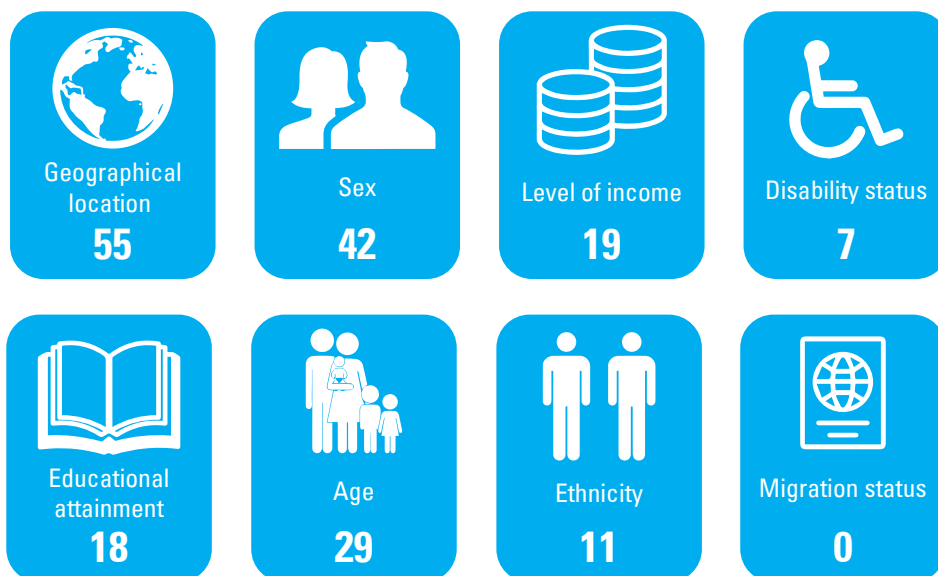 Geographical
location
55
Sex
42
Level of income
19
Disability status
7
Educational
attainment
18
Age
29
Ethnicity
11
Migration status
0